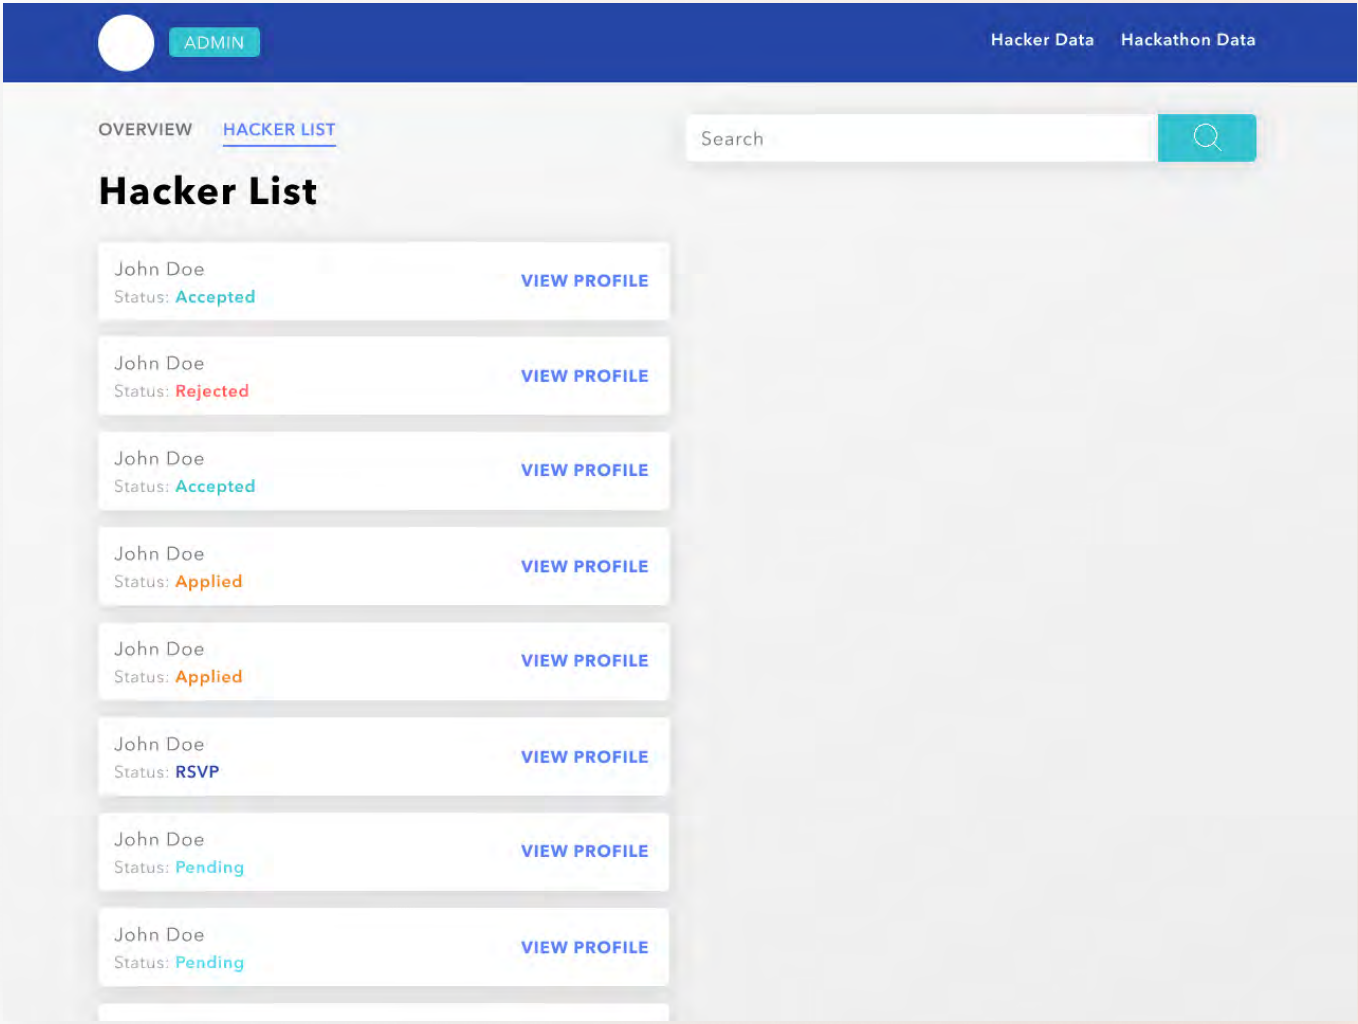 ADMIN
Hacker Data
Hackathon Data
OVERVIEW
HACKER LIST
Search
Hacker List
John Doe
Status: Accepted
VIEW PROFILE
John Doe
Status: Rejected
VIEW PROFILE
John Doe
Status: Accepted
VIEW PROFILE
John Doe
Status: Applied
VIEW PROFILE
John Doe
Status: Applied
VIEW PROFILE
John Doe
Status: RSVP
VIEW PROFILE
John Doe
Status: Pending
VIEW PROFILE
John Doe
Status: Pending
VIEW PROFILE